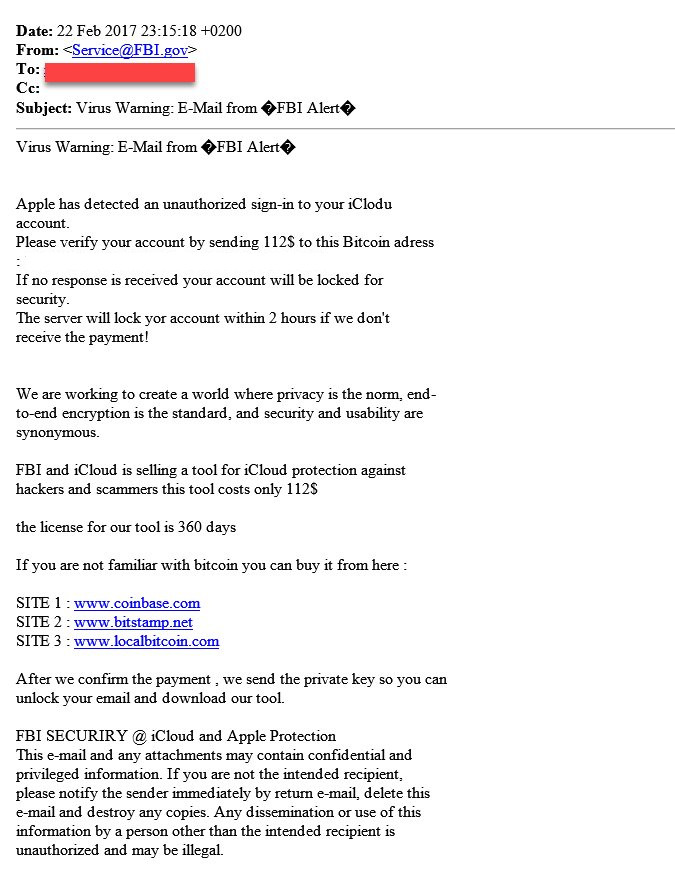 Date: 22 Feb 2017 23:15:18 +0200
From: <Service@FBI.gov>
To:
Cc:
Subject: Virus Warning: E-Mail from �FBI Alert�
Virus Warning: E-Mail from �FBI Alert�
Apple has detected an unauthorized sign-in to your iClodu
account.
Please verify your account by sending 112$ to this Bitcoin adress
:
If no response is received your account will be locked for
security.
The server will lock yor account within 2 hours if we don't
receive the payment!
We are working to create a world where privacy is the norm, end-
to-end encryption is the standard, and security and usability are
synonymous.
FBI and iCloud is selling a tool for iCloud protection against
hackers and scammers this tool costs only 112$
the license for our tool is 360 days
If you are not familiar with bitcoin you can buy it from here :
SITE 1 : www.coinbase.com
SITE 2 : www.bitstamp.net
SITE 3 : www.localbitcoin.com
After we confirm the payment , we send the private key so you can
unlock your email and download our tool.
FBI SECURIRY @ iCloud and Apple Protection
This e-mail and any attachments may contain confidential and
privileged information. If you are not the intended recipient,
please notify the sender immediately by return e-mail, delete this
e-mail and destroy any copies. Any dissemination or use of this
information by a person other than the intended recipient is
unauthorized and may be illegal.